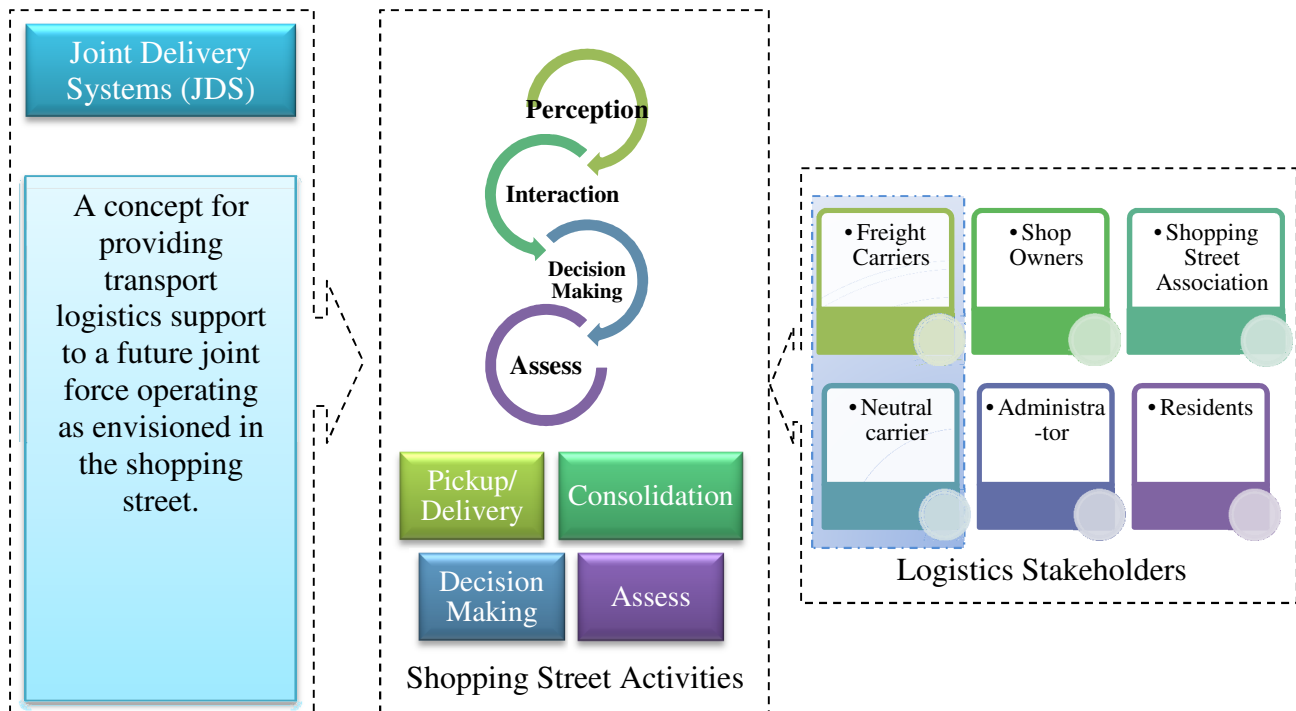 Joint Delivery
Systems (JDS)
A concept for
providing
transport
logistics support
to a future joint
force operating
as envisioned in
the shopping
street.
Perception
Interaction
Decision
Making
Assess
Pickup/
Delivery
Consolidation
Decision
Making
Assess
Shopping Street Activities
• Freight
Carriers
• Shop
Owners
• Shopping
Street
Association
• Neutral
carrier
• Administra
-tor
• Residents
Logistics Stakeholders